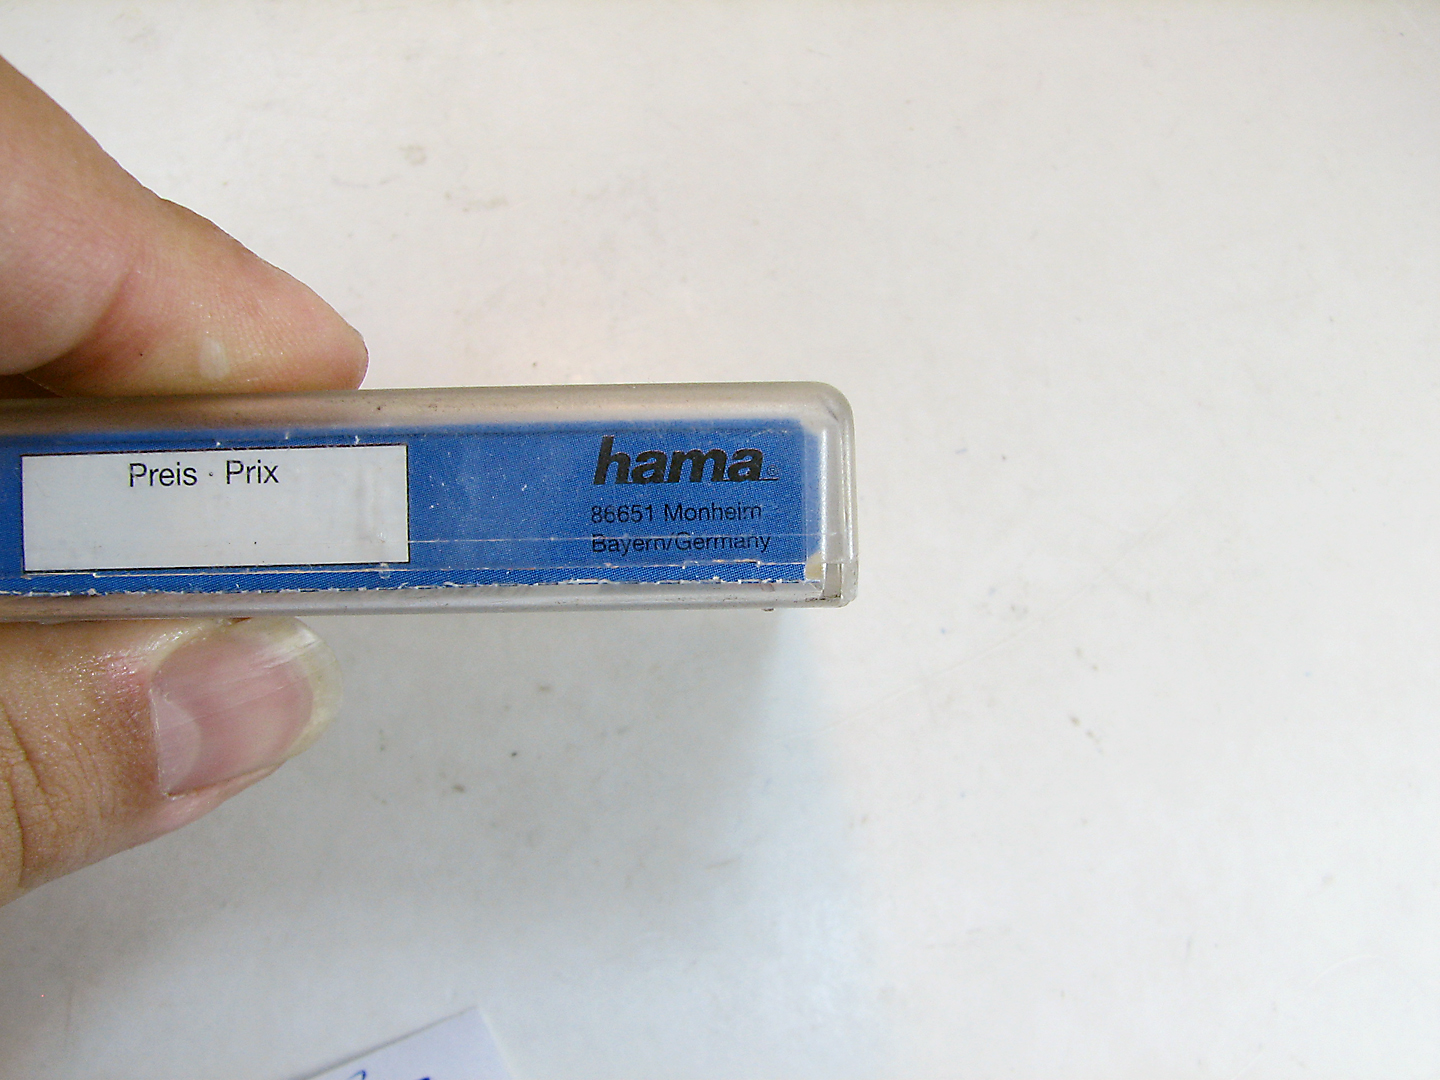 Preis · Prix
hama®
86651 Monheim
Bayern/Germany